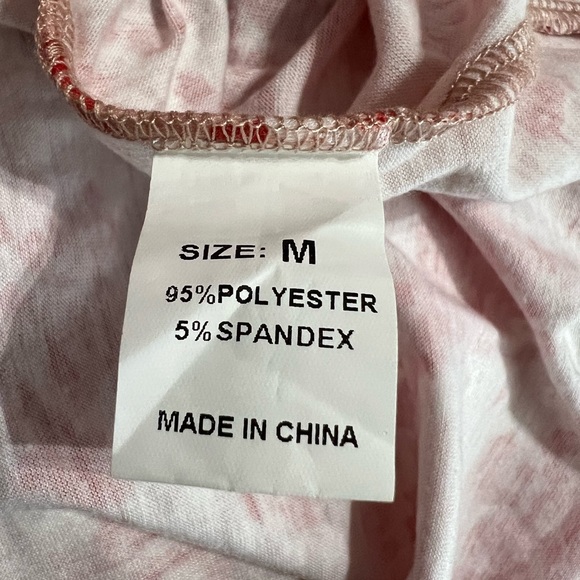 SIZE: M
95%POLYESTER
5%SPANDEX
MADE IN CHINA